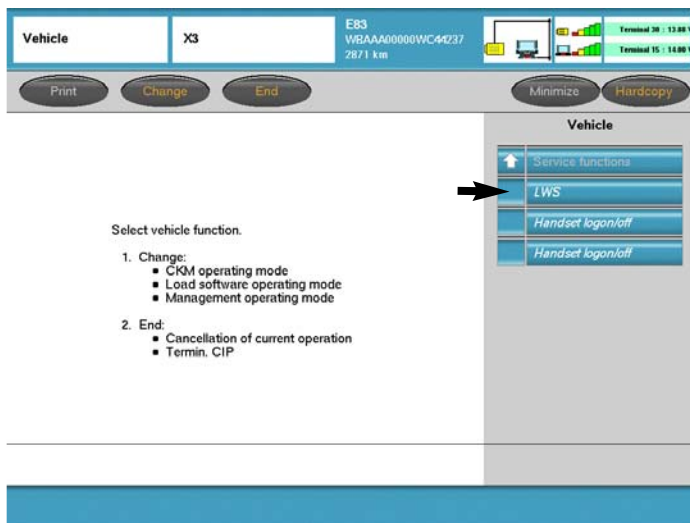 Vehicle
X3
E83
WBAAA00000WC44237
2871 km
Terminal 30 : 13.80 V
Terminal 15 : 14.00 V
Print
Change
End
Minimize
Hardcopy
Vehicle
Service functions
LWS
Handset logon/off
Handset logon/off
Select vehicle function.
1. Change:
▪ CKM operating mode
▪ Load software operating mode
▪ Management operating mode
2. End:
▪ Cancellation of current operation
▪ Termin. CIP